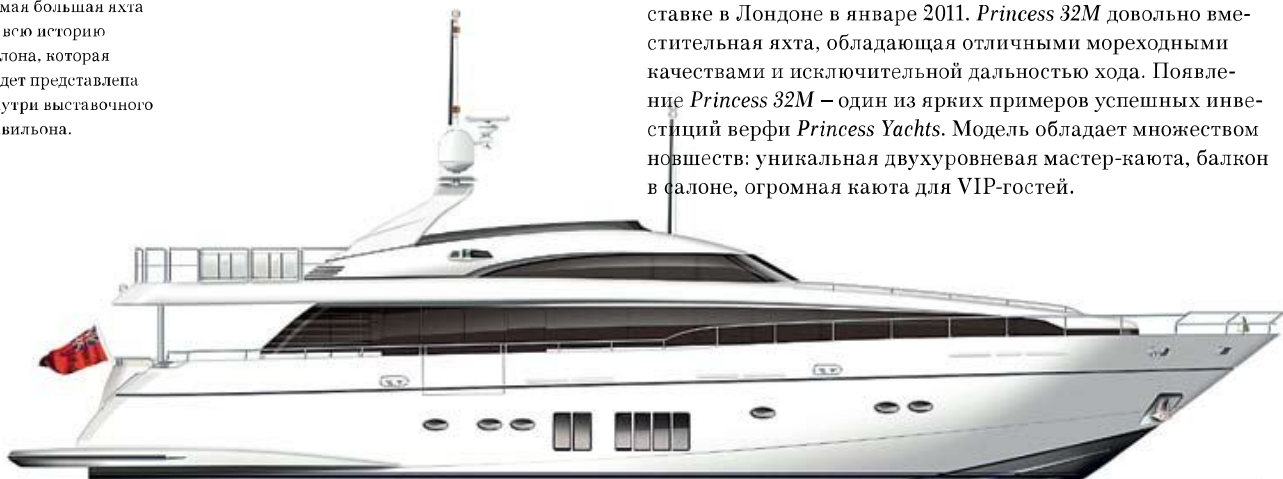 мая большая яхта
всю историю
лона, которая
дет представлепа
утри выставочного
вильона.
ставке в Лондоне в январе 2011. Princess 32M довольно вме-
стительная яхта, обладающая отличными мореходными
качествами и исключительной дальностью хода. Появле-
ние Princess 32M – один из ярких примеров успешных инве-
стиций верфи Princess Yachts. Модель обладает множеством
новшеств: уникальная двухуровневая мастер-каюта, балкон
в салоне, огромная каюта для VIP-гостей.